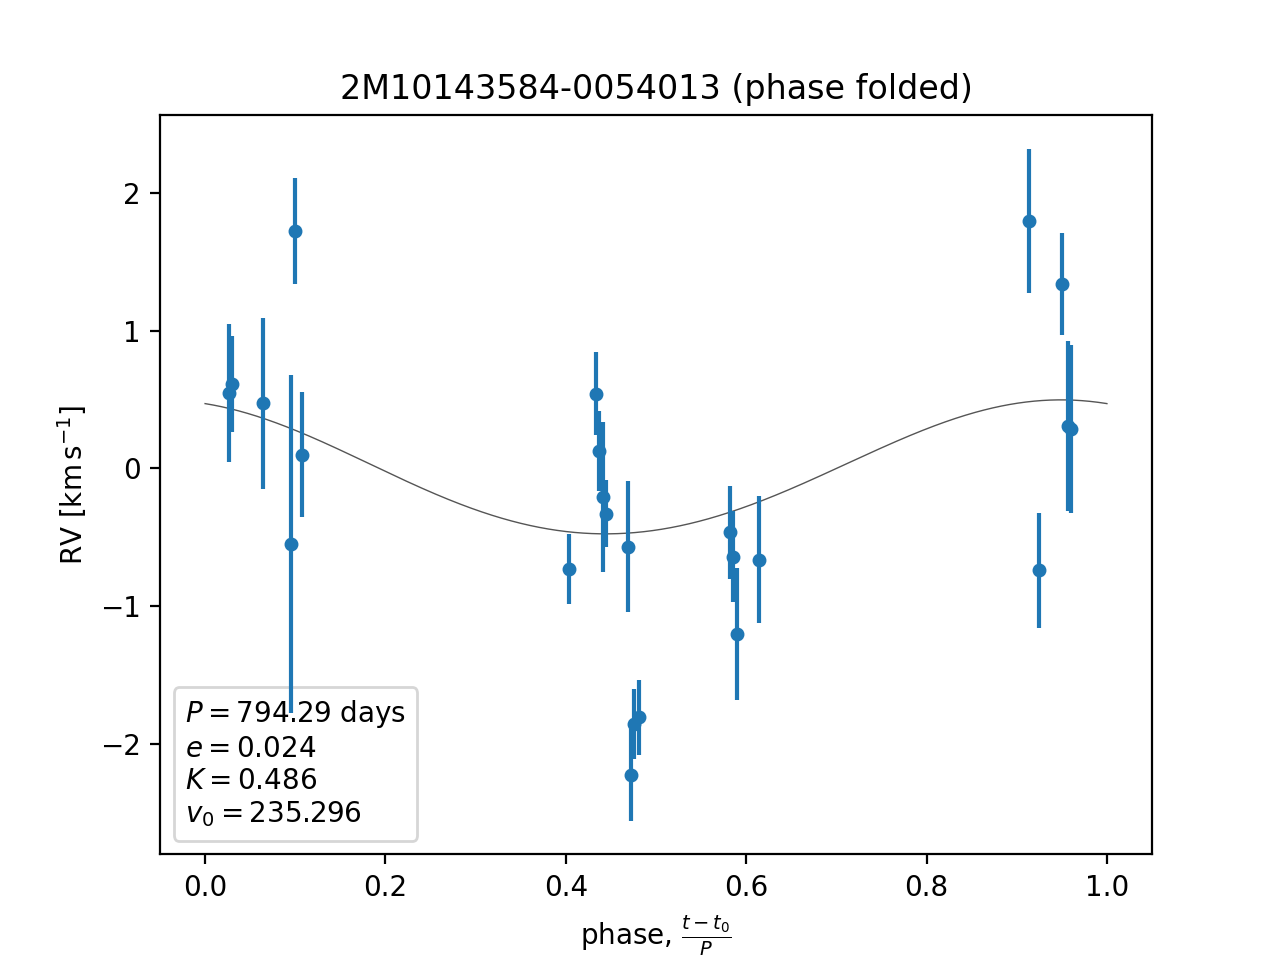 2M10143584-0054013 (phase folded)
RV [km s⁻¹]
2
1
0
−1
−2
P = 794.29 days
e = 0.024
K = 0.486
v₀ = 235.296
0.0 0.2 0.4 0.6 0.8 1.0
phase, (t − t₀)/P